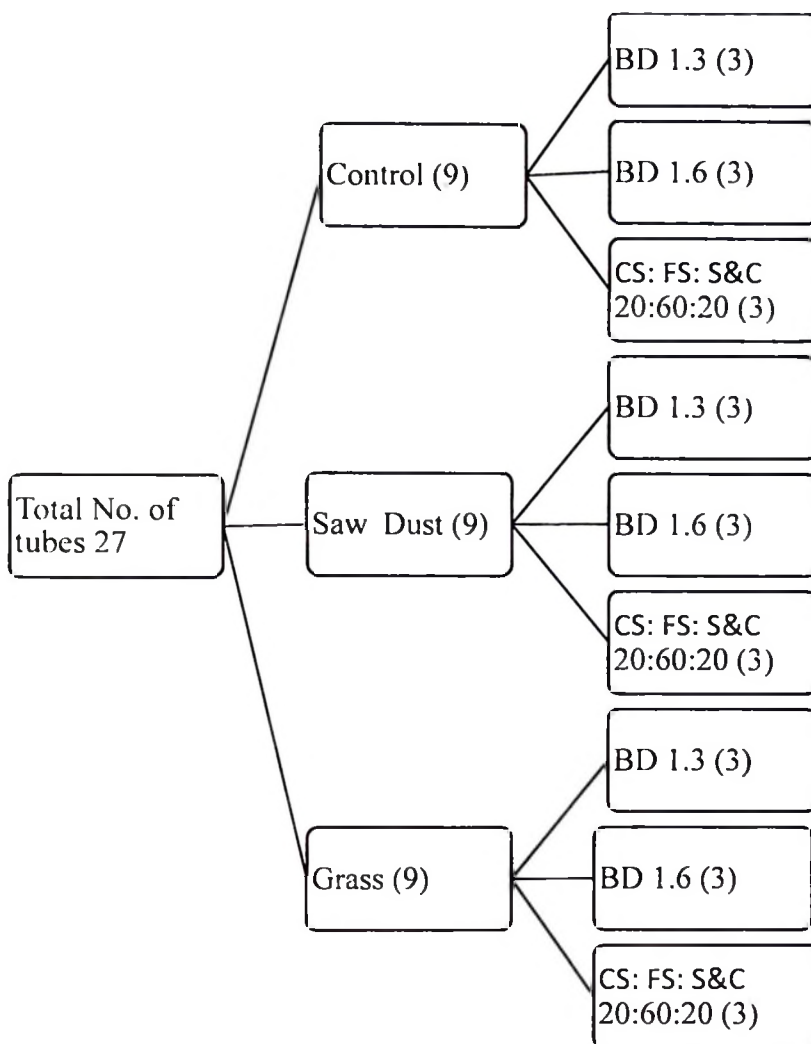 Total No. of
tubes 27
Control (9)
BD 1.3 (3)
BD 1.6 (3)
CS: FS: S&C
20:60:20 (3)
Saw Dust (9)
BD 1.3 (3)
BD 1.6 (3)
CS: FS: S&C
20:60:20 (3)
Grass (9)
BD 1.3 (3)
BD 1.6 (3)
CS: FS: S&C
20:60:20 (3)